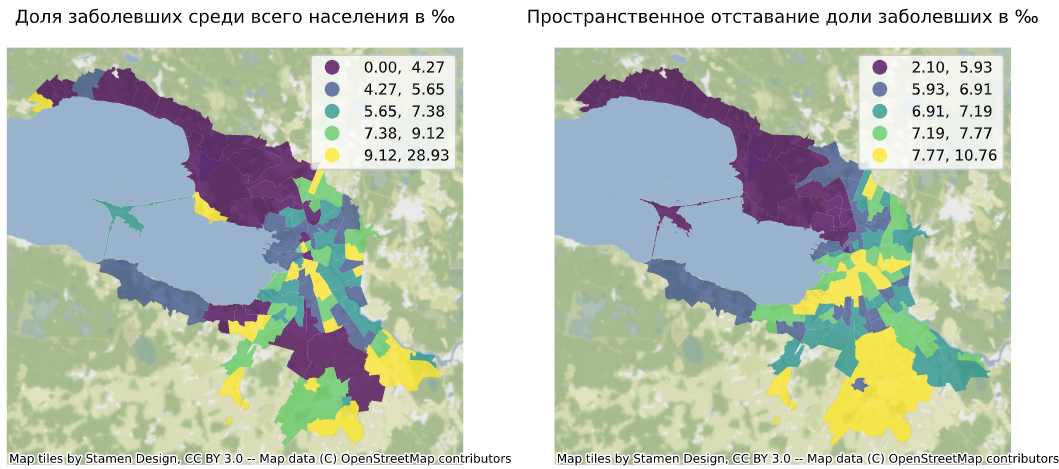 Доля заболевших среди всего населения в ‰
0.00, 4.27
4.27, 5.65
5.65, 7.38
7.38, 9.12
9.12, 28.93
Map tiles by Stamen Design, CC BY 3.0 -- Map data (C) OpenStreetMap contributors
Пространственное отставание доли заболевших в ‰
2.10, 5.93
5.93, 6.91
6.91, 7.19
7.19, 7.77
7.77, 10.76
Map tiles by Stamen Design, CC BY 3.0 -- Map data (C) OpenStreetMap contributors